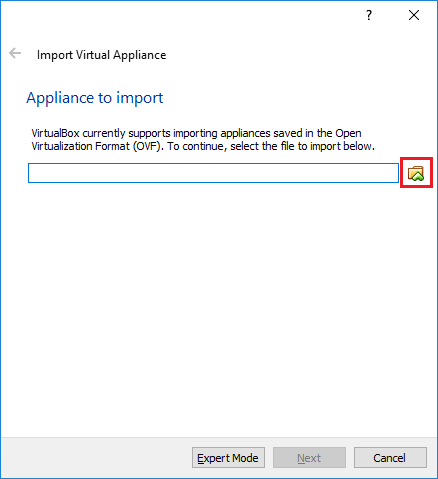 ?
Import Virtual Appliance
Appliance to import
VirtualBox currently supports importing appliances saved in the Open
Virtualization Format (OVF). To continue, select the file to import below.
Expert Mode Next Cancel